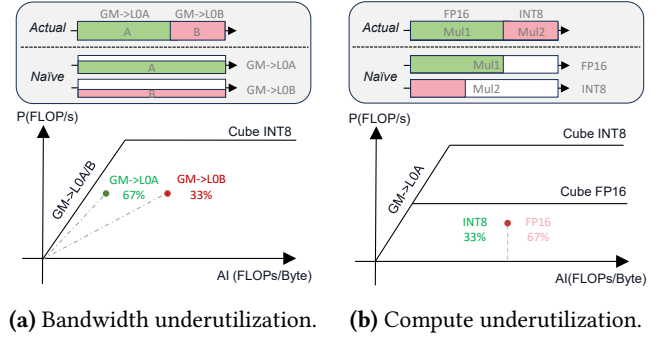 GM->L0A GM->L0B
Actual A B
Naïve A GM->L0A
B GM->L0B
P(FLOP/s)
Cube INT8
GM->L0A/B
GM->L0A GM->L0B
67% 33%
AI (FLOPs/Byte)
(a) Bandwidth underutilization.
FP16 INT8
Actual Mul1 Mul2
Naïve Mul1 FP16
Mul2 INT8
P(FLOP/s)
Cube INT8
GM->L0A
Cube FP16
INT8 FP16
33% 67%
AI(FLOPs/Byte)
(b) Compute underutilization.